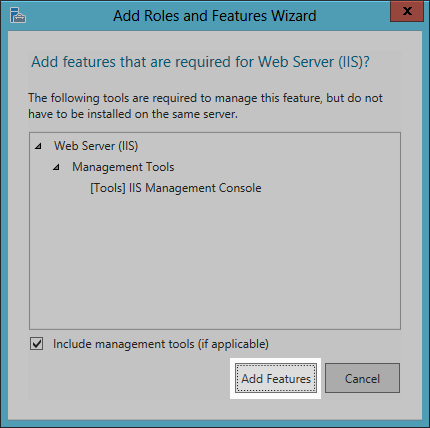 Add Roles and Features Wizard
x
Add features that are required for Web Server (IIS)?
The following tools are required to manage this feature, but do not
have to be installed on the same server.
Web Server (IIS)
Management Tools
[Tools] IIS Management Console
Include management tools (if applicable)
Add Features
Cancel